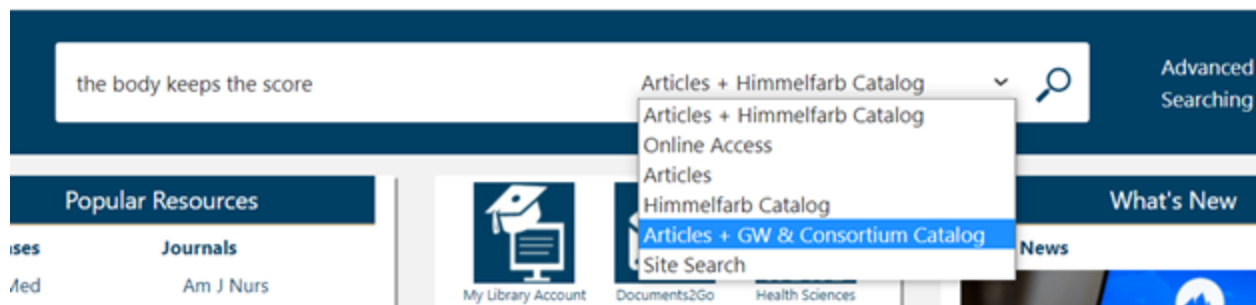 the body keeps the score
Articles + Himmelfarb Catalog
Advanced
Searching
Articles + Himmelfarb Catalog
Online Access
Articles
Himmelfarb Catalog
Articles + GW & Consortium Catalog
Site Search
Popular Resources
What's New
Journals
News
Am J Nurs
My Library Account
Documents2Go
Health Sciences